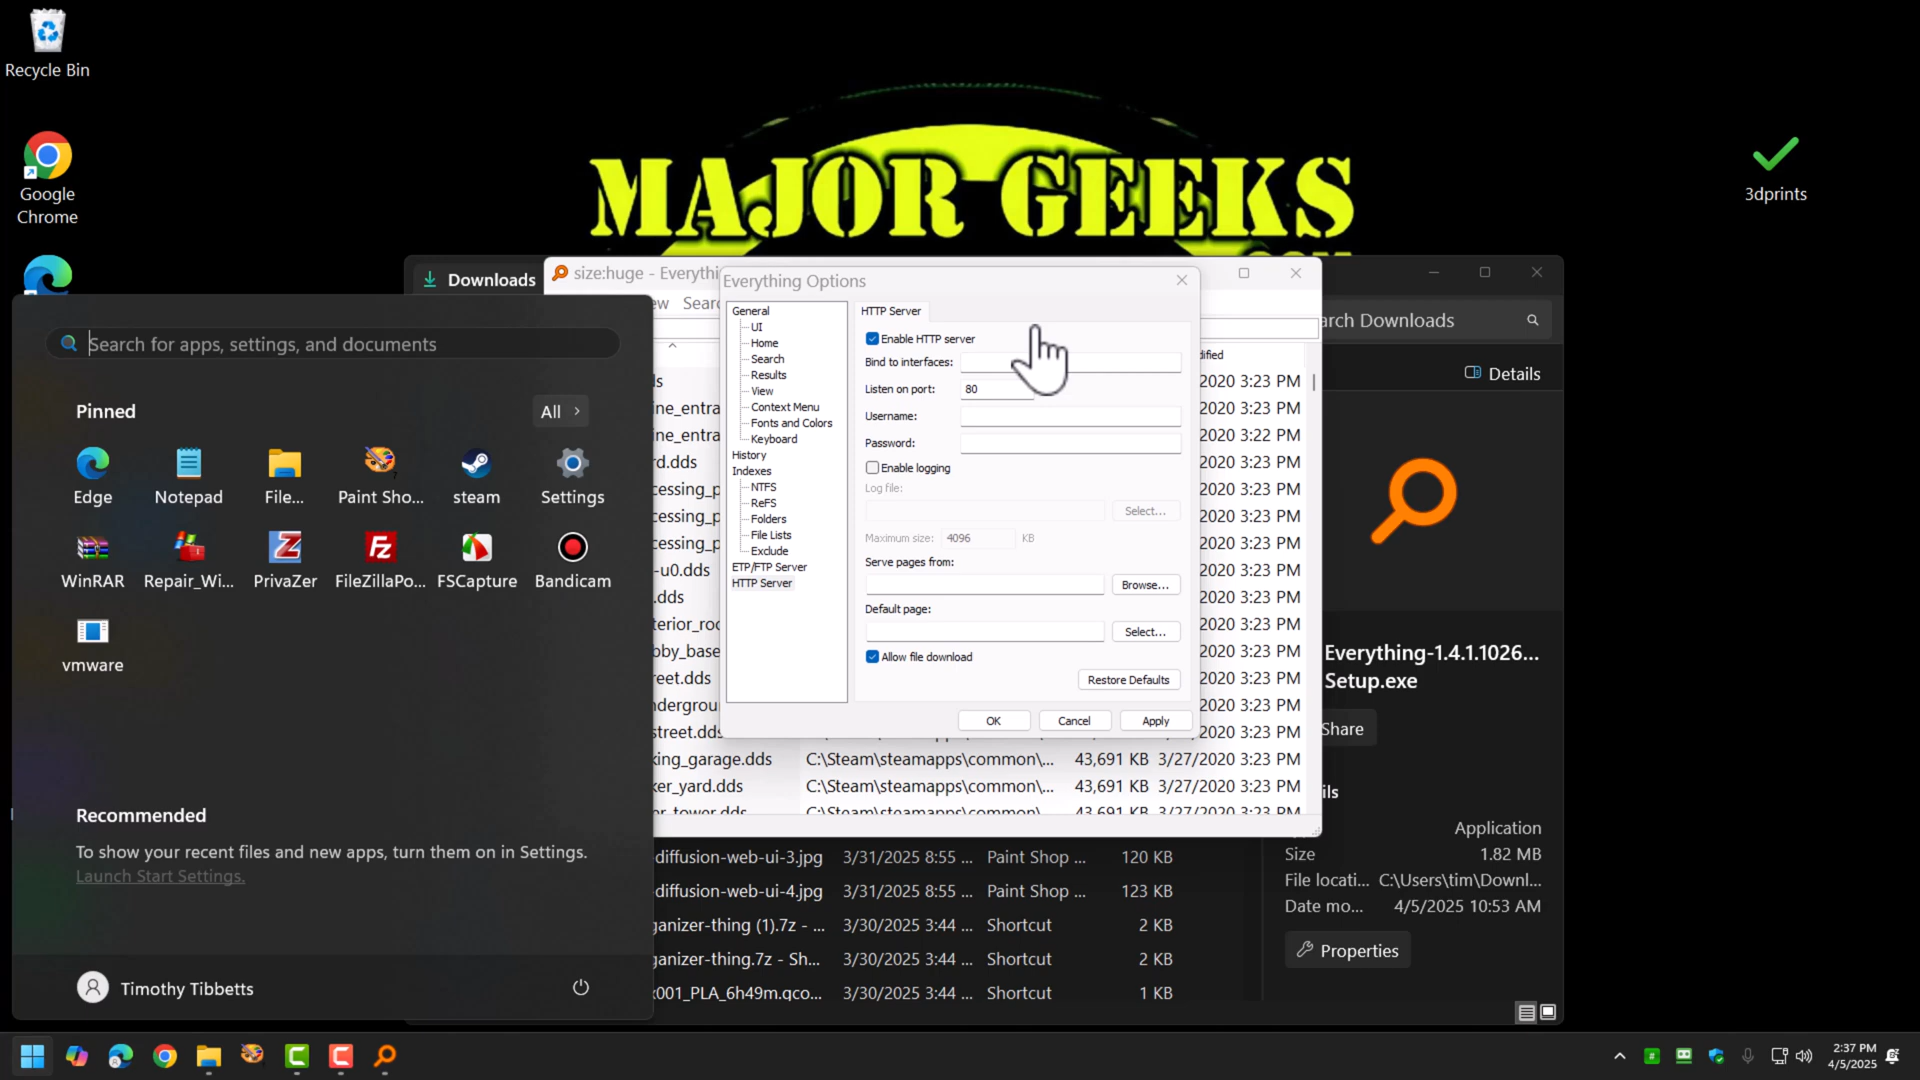 Recycle Bin
Google
Chrome
3dprints
MAJOR GEEKS
Downloads
size:huge - Everythi
Everything Options
Search for apps, settings, and documents
Pinned
All
Edge
Notepad
File...
Paint Sho...
steam
Settings
WinRAR
Repair_Wi...
PrivaZer
FileZillaPo...
FSCapture
Bandicam
vmware
Recommended
To show your recent files and new apps, turn them on in Settings.
Launch Start Settings.
Timothy Tibbetts
General
UI
Home
Search
Results
View
Context Menu
Fonts and Colors
Keyboard
History
Indexes
NTFS
ReFS
Folders
File Lists
Exclude
ETP/FTP Server
HTTP Server
HTTP Server
Enable HTTP server
Bind to interfaces:
Listen on port: 80
Username:
Password:
Enable logging
Log file:
Select...
Maximum size: 4096 KB
Serve pages from:
Browse...
Default page:
Select...
Allow file download
Restore Defaults
OK
Cancel
Apply
ine_entra
ine_entra
rd.dds
cessing_p
cessing_p
cessing_p
-u0.dds
.dds
terior_roo
bby_base
reet.dds
ndergrou
street.dds
king_garage.dds C:\Steam\steamapps\common\... 43,691 KB 3/27/2020 3:23 PM
ker_yard.dds C:\Steam\steamapps\common\... 43,691 KB 3/27/2020 3:23 PM
er_tower.dds C:\Steam\steamapps\common\... 43,691 KB 3/27/2020 3:23 PM
dified
2020 3:23 PM
2020 3:23 PM
2020 3:22 PM
2020 3:23 PM
2020 3:23 PM
2020 3:23 PM
2020 3:23 PM
2020 3:23 PM
2020 3:23 PM
2020 3:23 PM
2020 3:23 PM
2020 3:23 PM
2020 3:23 PM
2020 3:23 PM
diffusion-web-ui-3.jpg 3/31/2025 8:55 ... Paint Shop ... 120 KB
diffusion-web-ui-4.jpg 3/31/2025 8:55 ... Paint Shop ... 123 KB
ganizer-thing (1).7z - ... 3/30/2025 3:44 ... Shortcut 2 KB
ganizer-thing.7z - Sh... 3/30/2025 3:44 ... Shortcut 2 KB
x001_PLA_6h49m.qco... 3/30/2025 3:44 ... Shortcut 1 KB
arch Downloads
Details
Everything-1.4.1.1026...
Setup.exe
Share
ils
Application
Size 1.82 MB
File locati... C:\Users\tim\Downl...
Date mo... 4/5/2025 10:53 AM
Properties
2:37 PM
4/5/2025